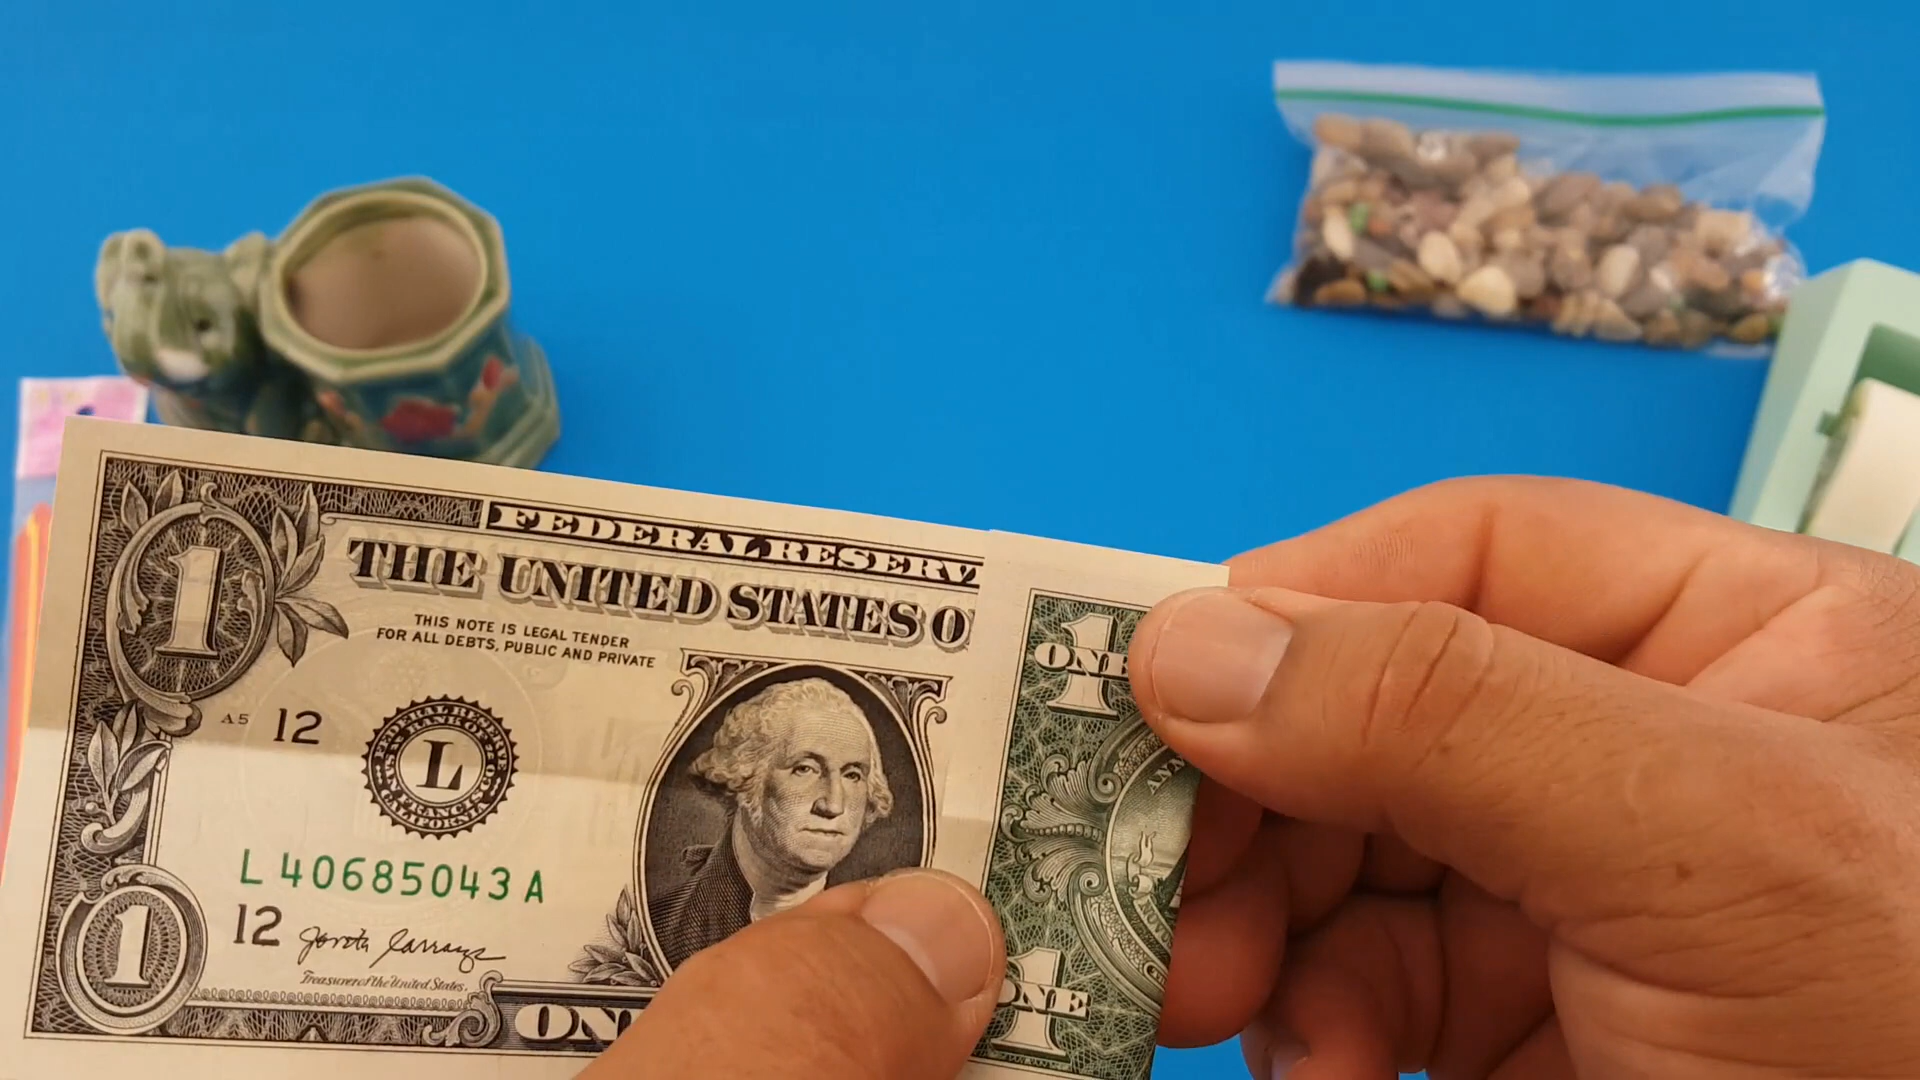 FEDERAL RESERV
THE UNITED STATES O
THIS NOTE IS LEGAL TENDER
FOR ALL DEBTS, PUBLIC AND PRIVATE
1
A5 12
L
L 40685043 A
12
Treasurer of the United States.
1
ON
1
ONE
1
ONE